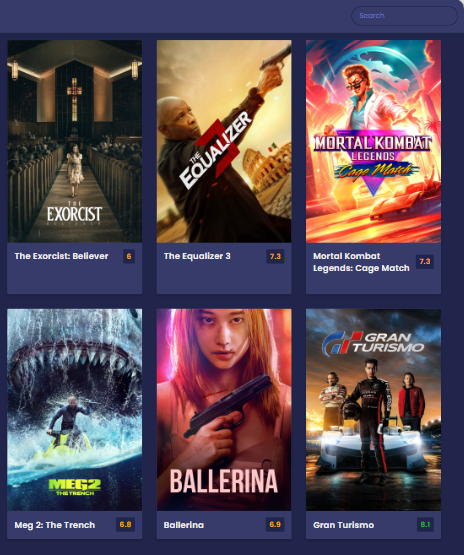 Search
THE
EXORCIST
BELIEVER
THE
EQUALIZER
3
MORTAL KOMBAT
LEGENDS
Cage Match
The Exorcist: Believer
6
The Equalizer 3
7.3
Mortal Kombat
Legends: Cage Match
7.3
MEG2
THE TRENCH
BALLERINA
GRAN
TURISMO
Meg 2: The Trench
6.8
Ballerina
6.9
Gran Turismo
8.1